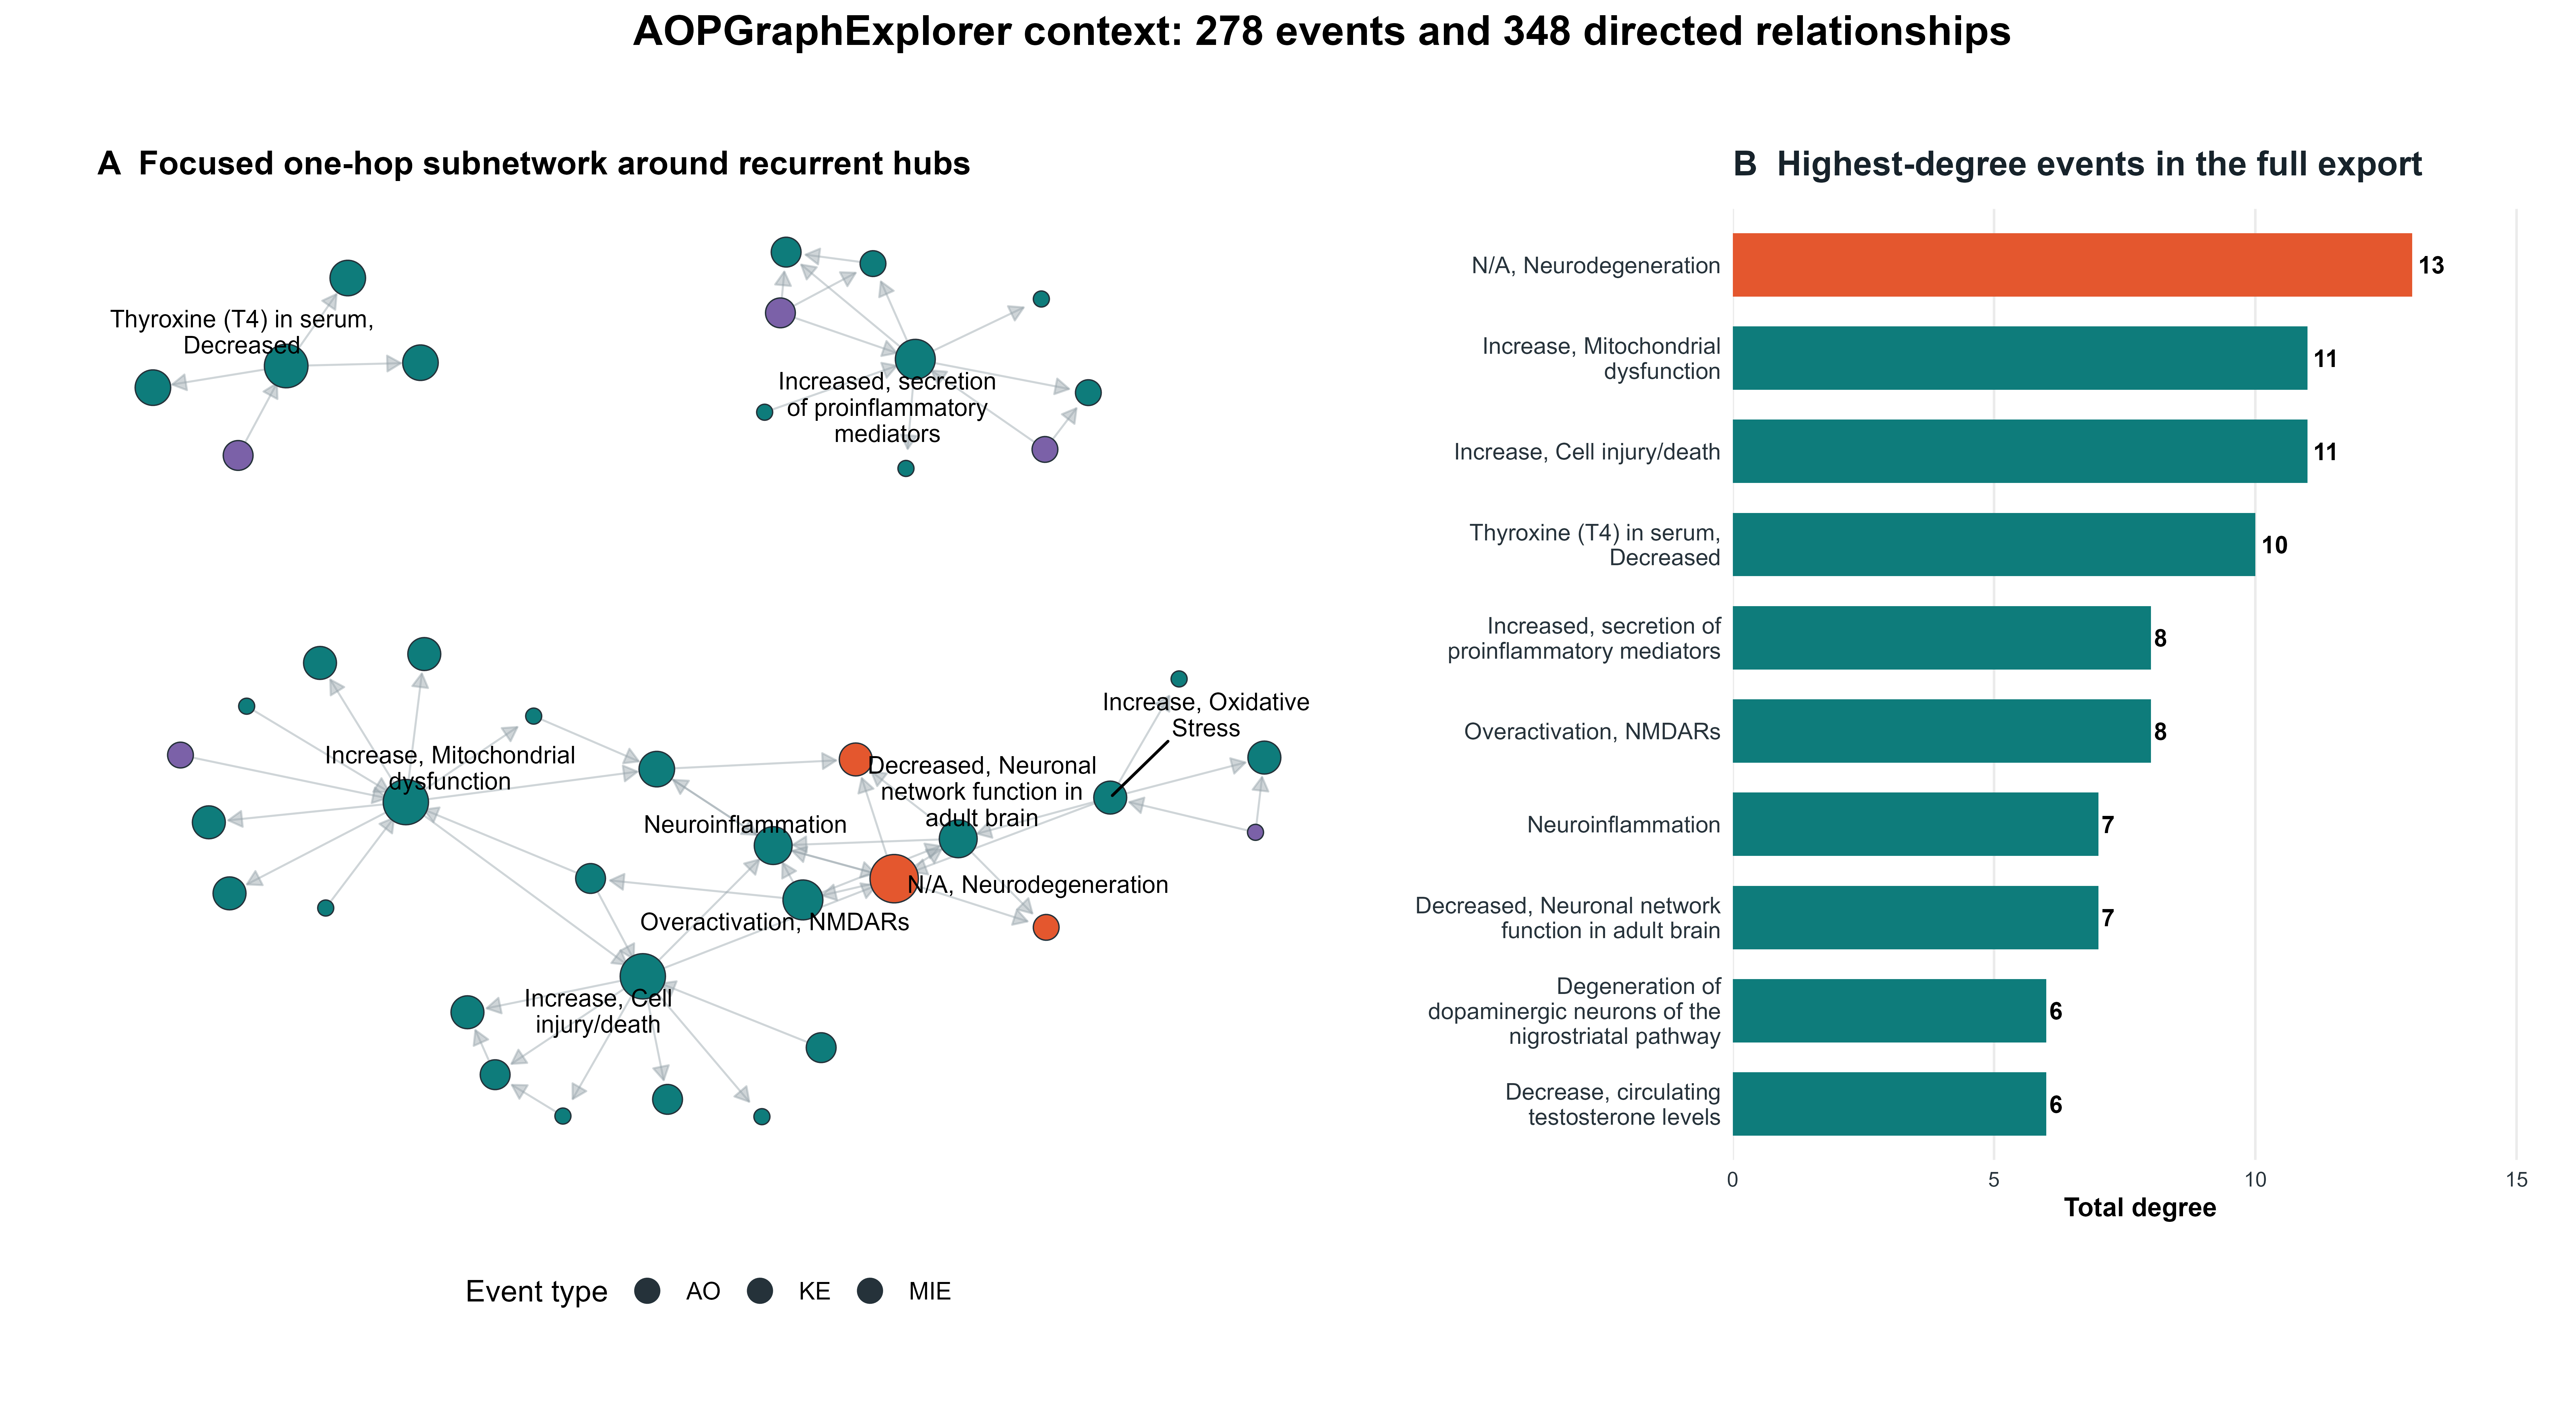 AOPGraphExplorer context: 278 events and 348 directed relationships
A Focused one-hop subnetwork around recurrent hubs
Thyroxine (T4) in serum,
Decreased
Increased, secretion
of proinflammatory
mediators
Increase, Oxidative
Stress
Increase, Mitochondrial
dysfunction
Decreased, Neuronal
network function in
adult brain
Neuroinflammation
N/A, Neurodegeneration
Overactivation, NMDARs
Increase, Cell
injury/death
Event type AO KE MIE
B Highest-degree events in the full export
N/A, Neurodegeneration 13
Increase, Mitochondrial
dysfunction 11
Increase, Cell injury/death 11
Thyroxine (T4) in serum,
Decreased 10
Increased, secretion of
proinflammatory mediators 8
Overactivation, NMDARs 8
Neuroinflammation 7
Decreased, Neuronal network
function in adult brain 7
Degeneration of
dopaminergic neurons of the
nigrostriatal pathway 6
Decrease, circulating
testosterone levels 6
0 5 10 15
Total degree